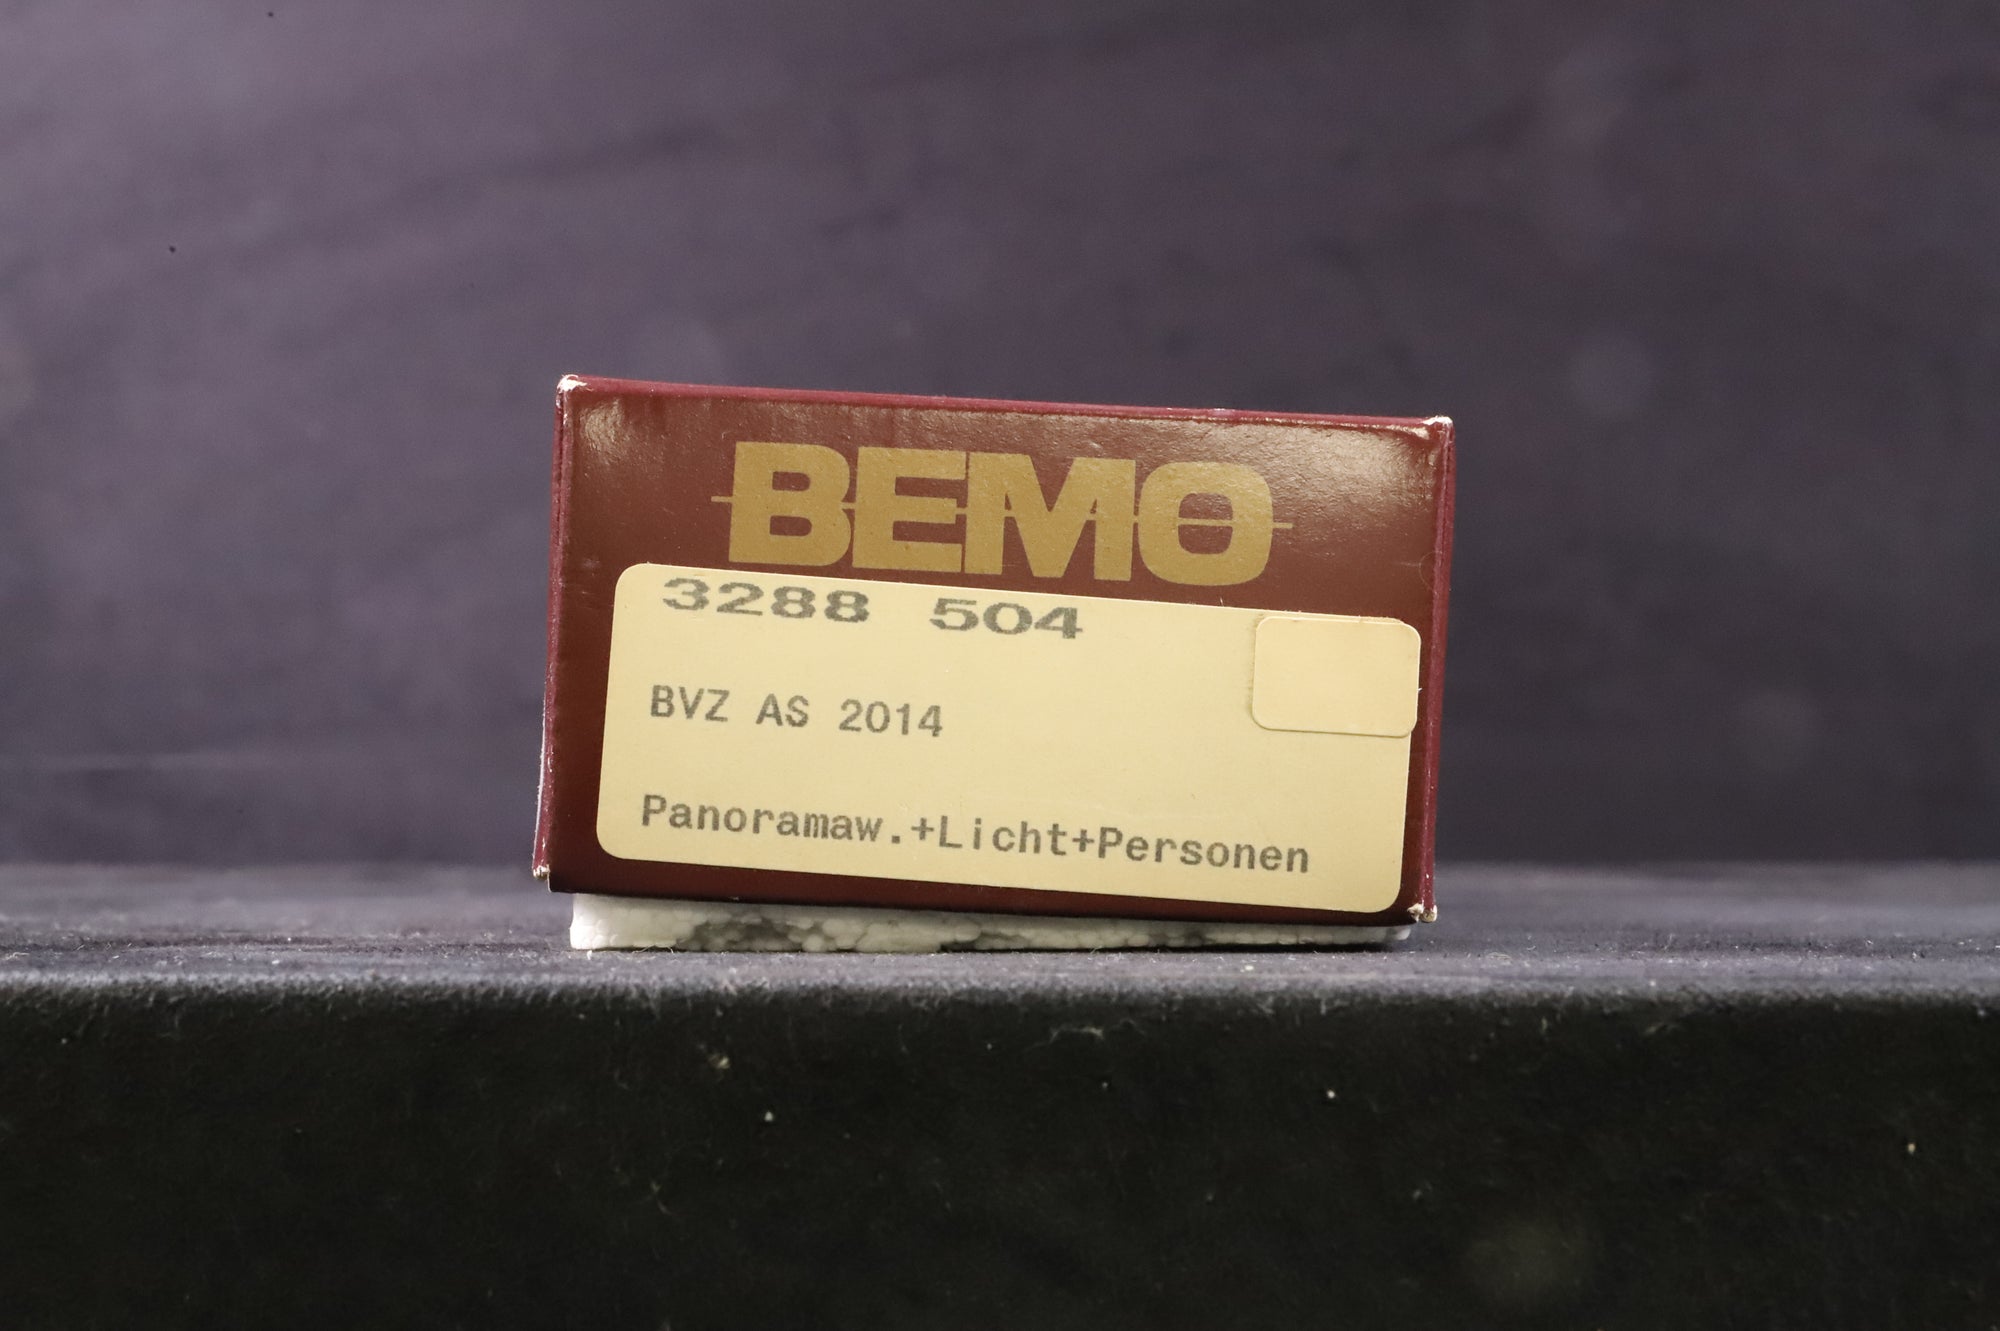 BEMO
3288 504
BVZ AS 2014
Panoramaw.+Licht+Personen